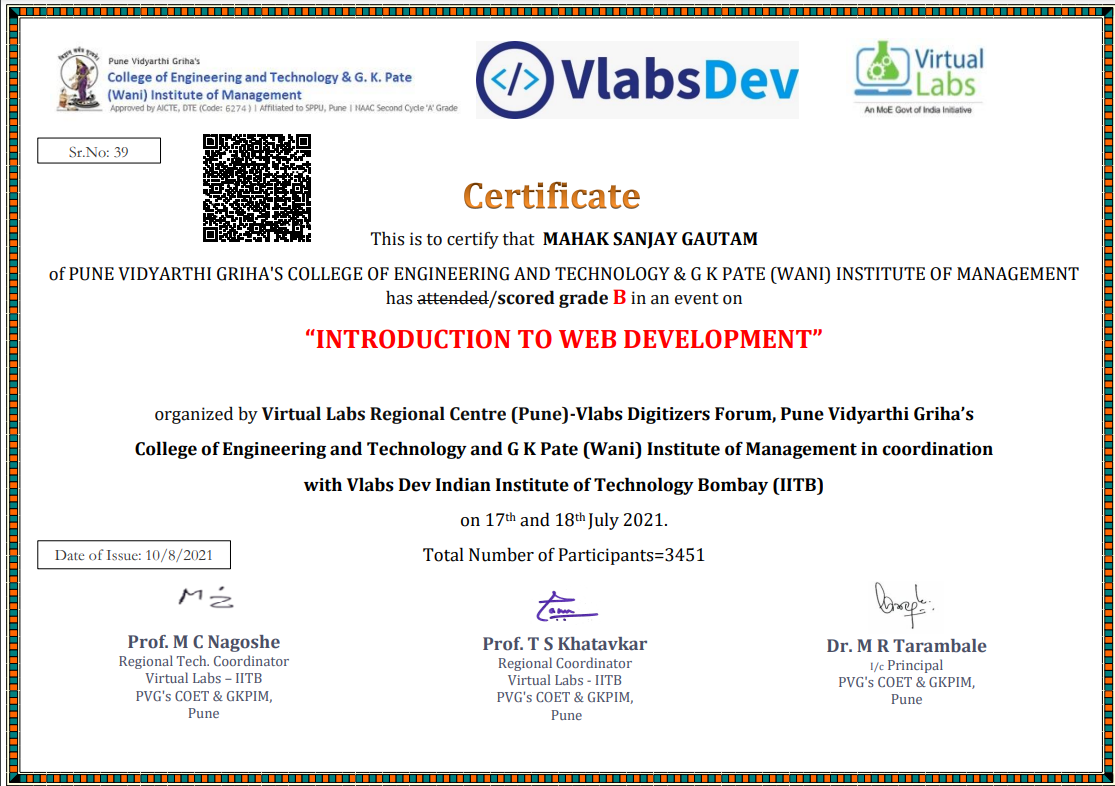 Pune Vidyarthi Griha's
College of Engineering and Technology & G. K. Pate
(Wani) Institute of Management
Approved by AICTE, DTE (Code: 6274 ) | Affiliated to SPPU, Pune | NAAC Second Cycle 'A' Grade
</> VlabsDev
Virtual
Labs
An MoE Govt of India Initiative
Sr.No: 39
Certificate
This is to certify that MAHAK SANJAY GAUTAM
of PUNE VIDYARTHI GRIHA'S COLLEGE OF ENGINEERING AND TECHNOLOGY & G K PATE (WANI) INSTITUTE OF MANAGEMENT
has attended/scored grade B in an event on
“INTRODUCTION TO WEB DEVELOPMENT”
organized by Virtual Labs Regional Centre (Pune)-Vlabs Digitizers Forum, Pune Vidyarthi Griha’s
College of Engineering and Technology and G K Pate (Wani) Institute of Management in coordination
with Vlabs Dev Indian Institute of Technology Bombay (IITB)
on 17th and 18th July 2021.
Date of Issue: 10/8/2021
Total Number of Participants=3451
Prof. M C Nagoshe
Regional Tech. Coordinator
Virtual Labs – IITB
PVG's COET & GKPIM,
Pune
Prof. T S Khatavkar
Regional Coordinator
Virtual Labs - IITB
PVG's COET & GKPIM,
Pune
Dr. M R Tarambale
I/c Principal
PVG's COET & GKPIM,
Pune